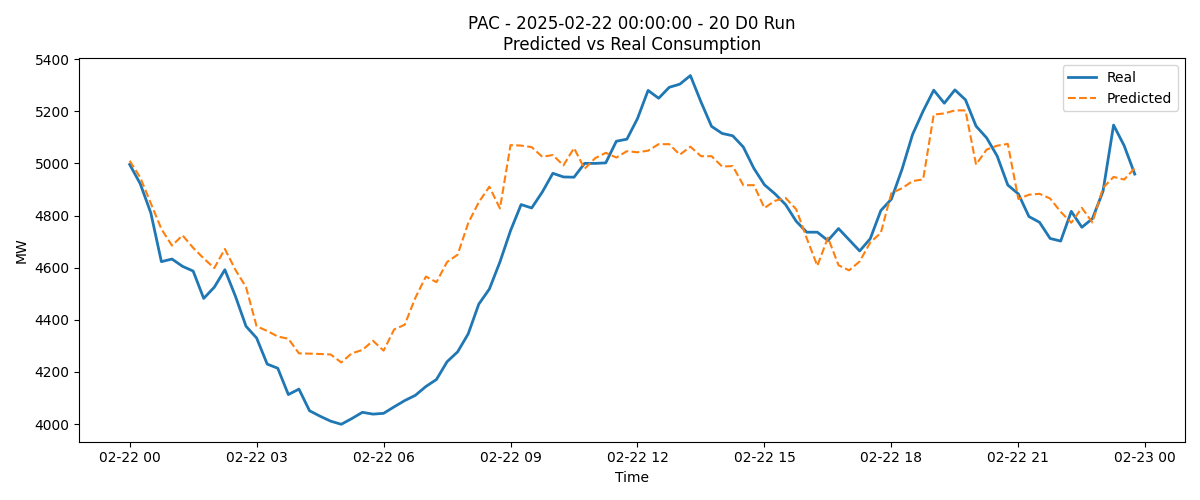 PAC - 2025-02-22 00:00:00 - 20 D0 Run
Predicted vs Real Consumption
Real
Predicted
MW
5400
5200
5000
4800
4600
4400
4200
4000
02-22 00
02-22 03
02-22 06
02-22 09
02-22 12
02-22 15
02-22 18
02-22 21
02-23 00
Time